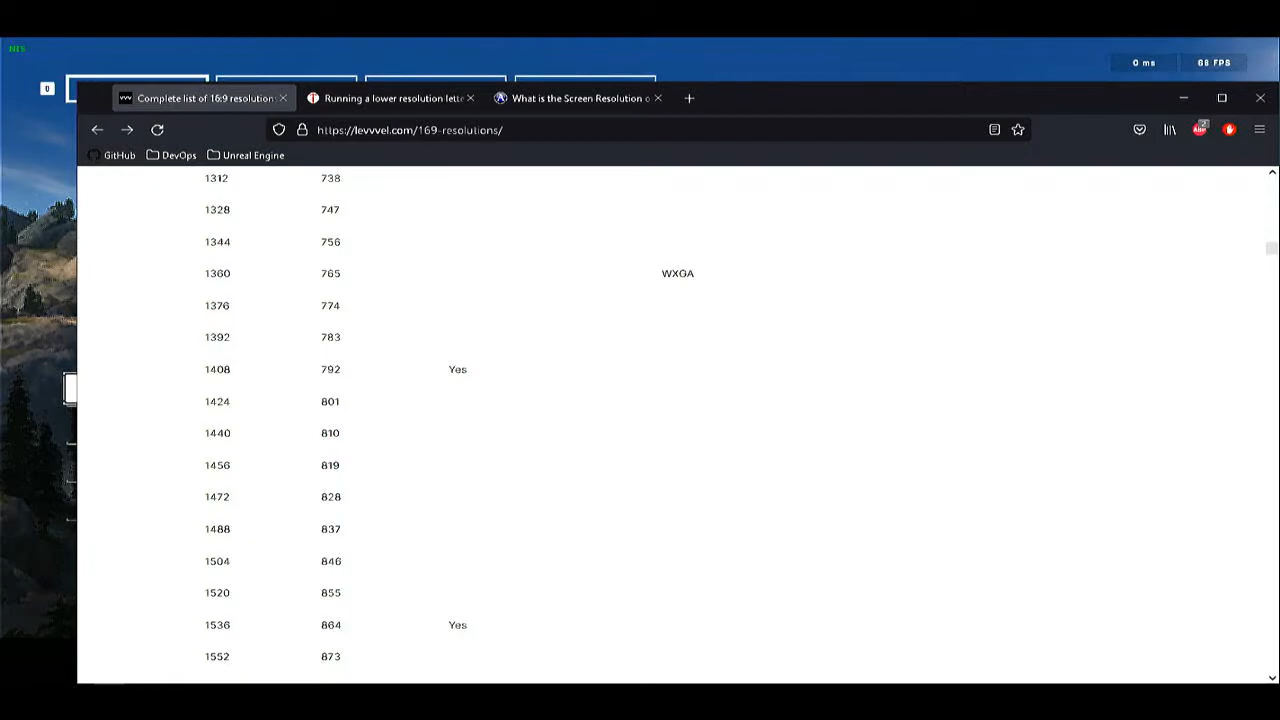 NIS
0 ms 68 FPS
0
Complete list of 16:9 resolution
Running a lower resolution lette
What is the Screen Resolution o
https://levvvel.com/169-resolutions/
2
GitHub DevOps Unreal Engine
1312 738
1328 747
1344 756
1360 765 WXGA
1376 774
1392 783
1408 792 Yes
1424 801
1440 810
1456 819
1472 828
1488 837
1504 846
1520 855
1536 864 Yes
1552 873